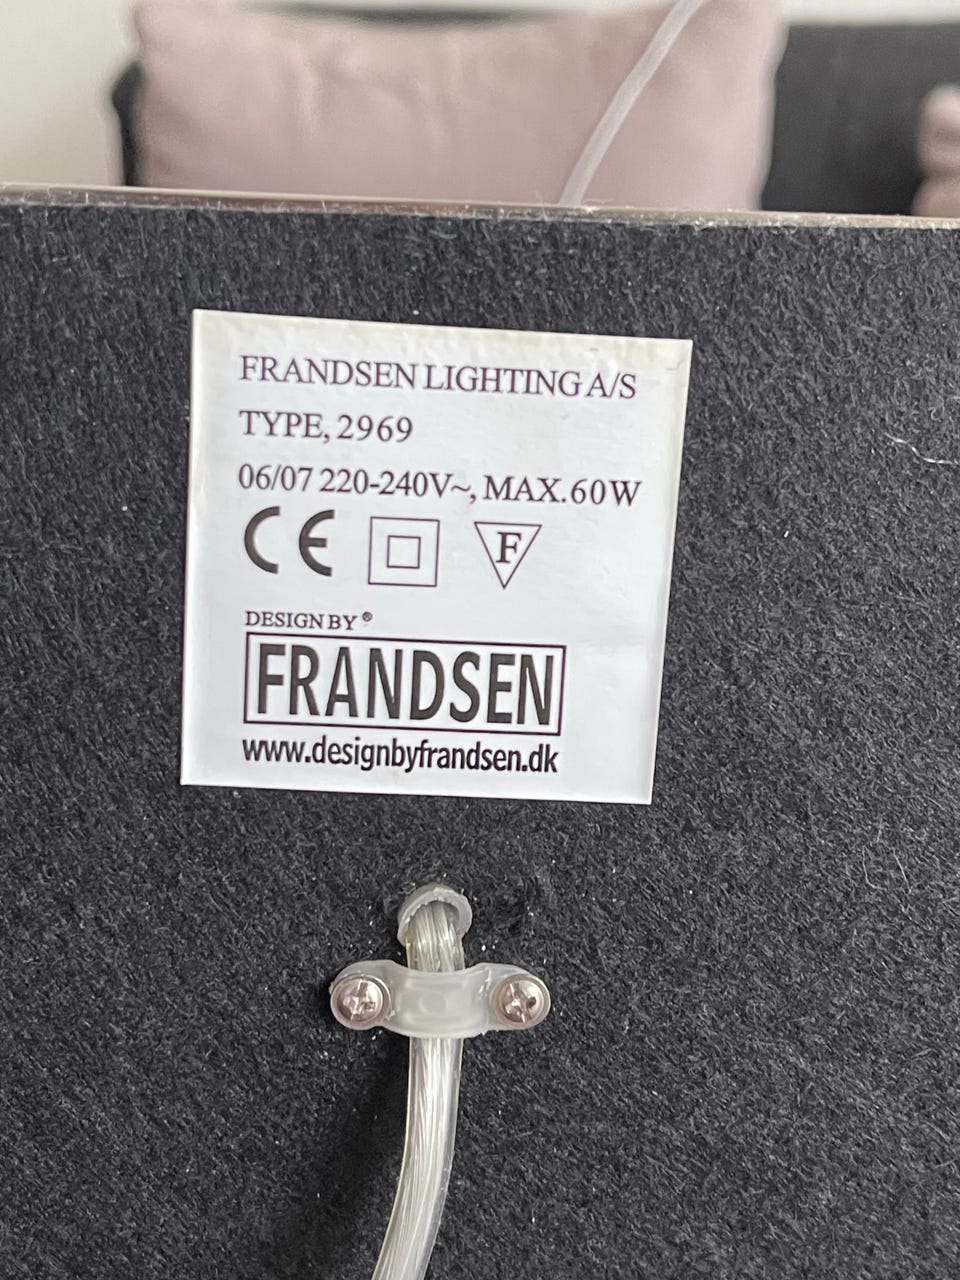 FRANDSEN LIGHTING A/S
TYPE, 2969
06/07 220-240V~, MAX.60W
CE F
DESIGN BY ®
FRANDSEN
www.designbyfrandsen.dk